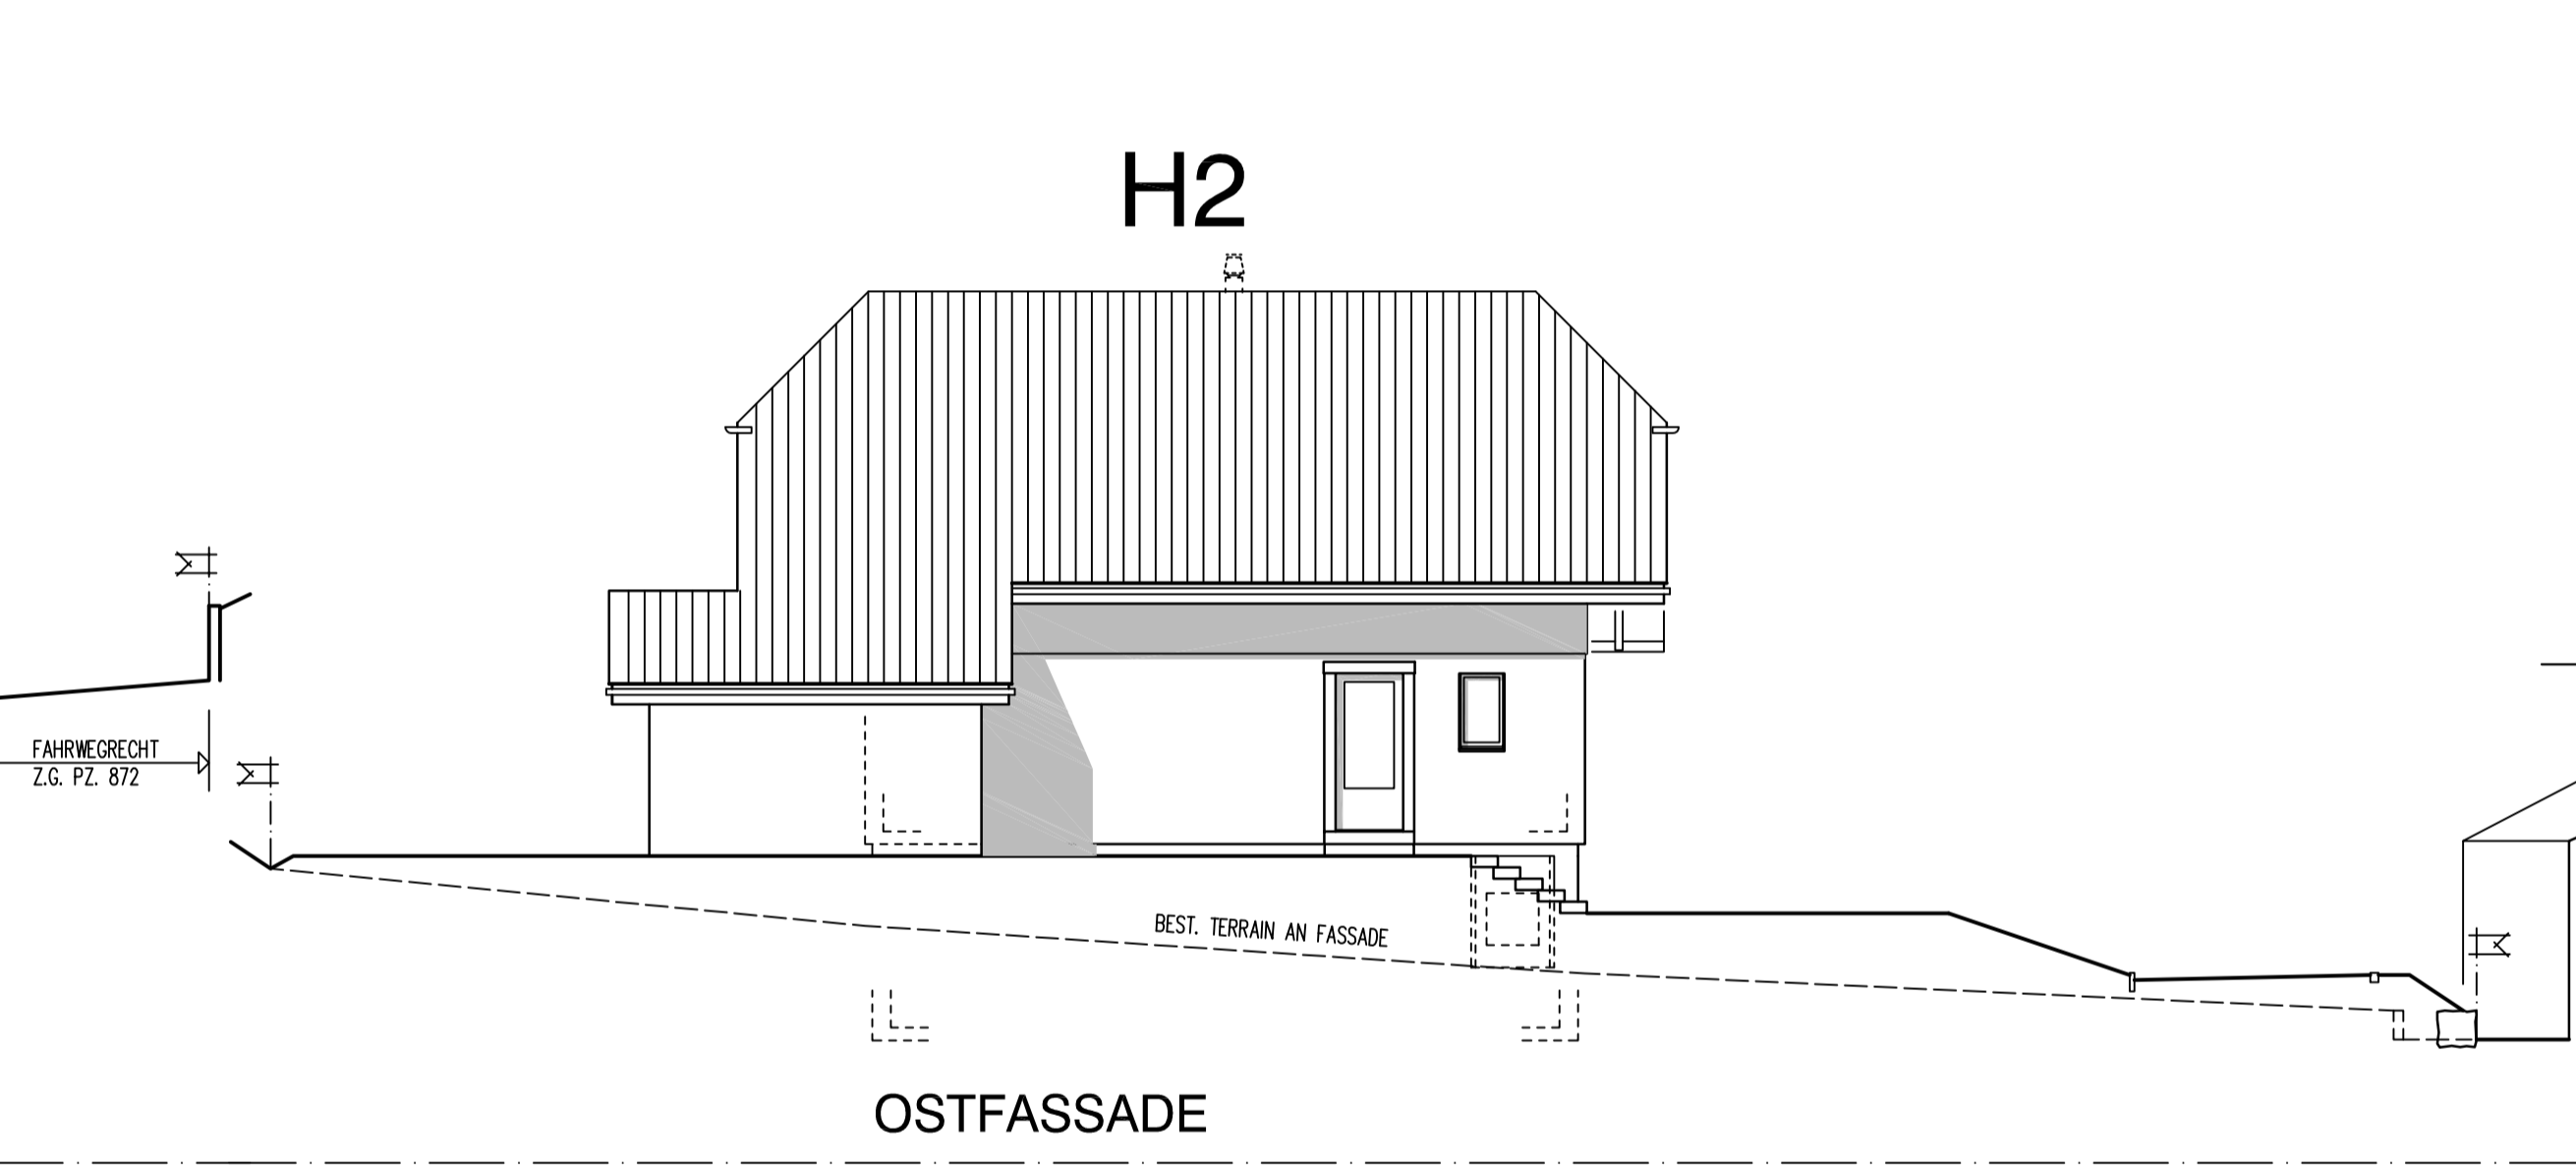 H2
FAHRWEGRECHT
Z.G. PZ. 872
BEST. TERRAIN AN FASSADE
OSTFASSADE